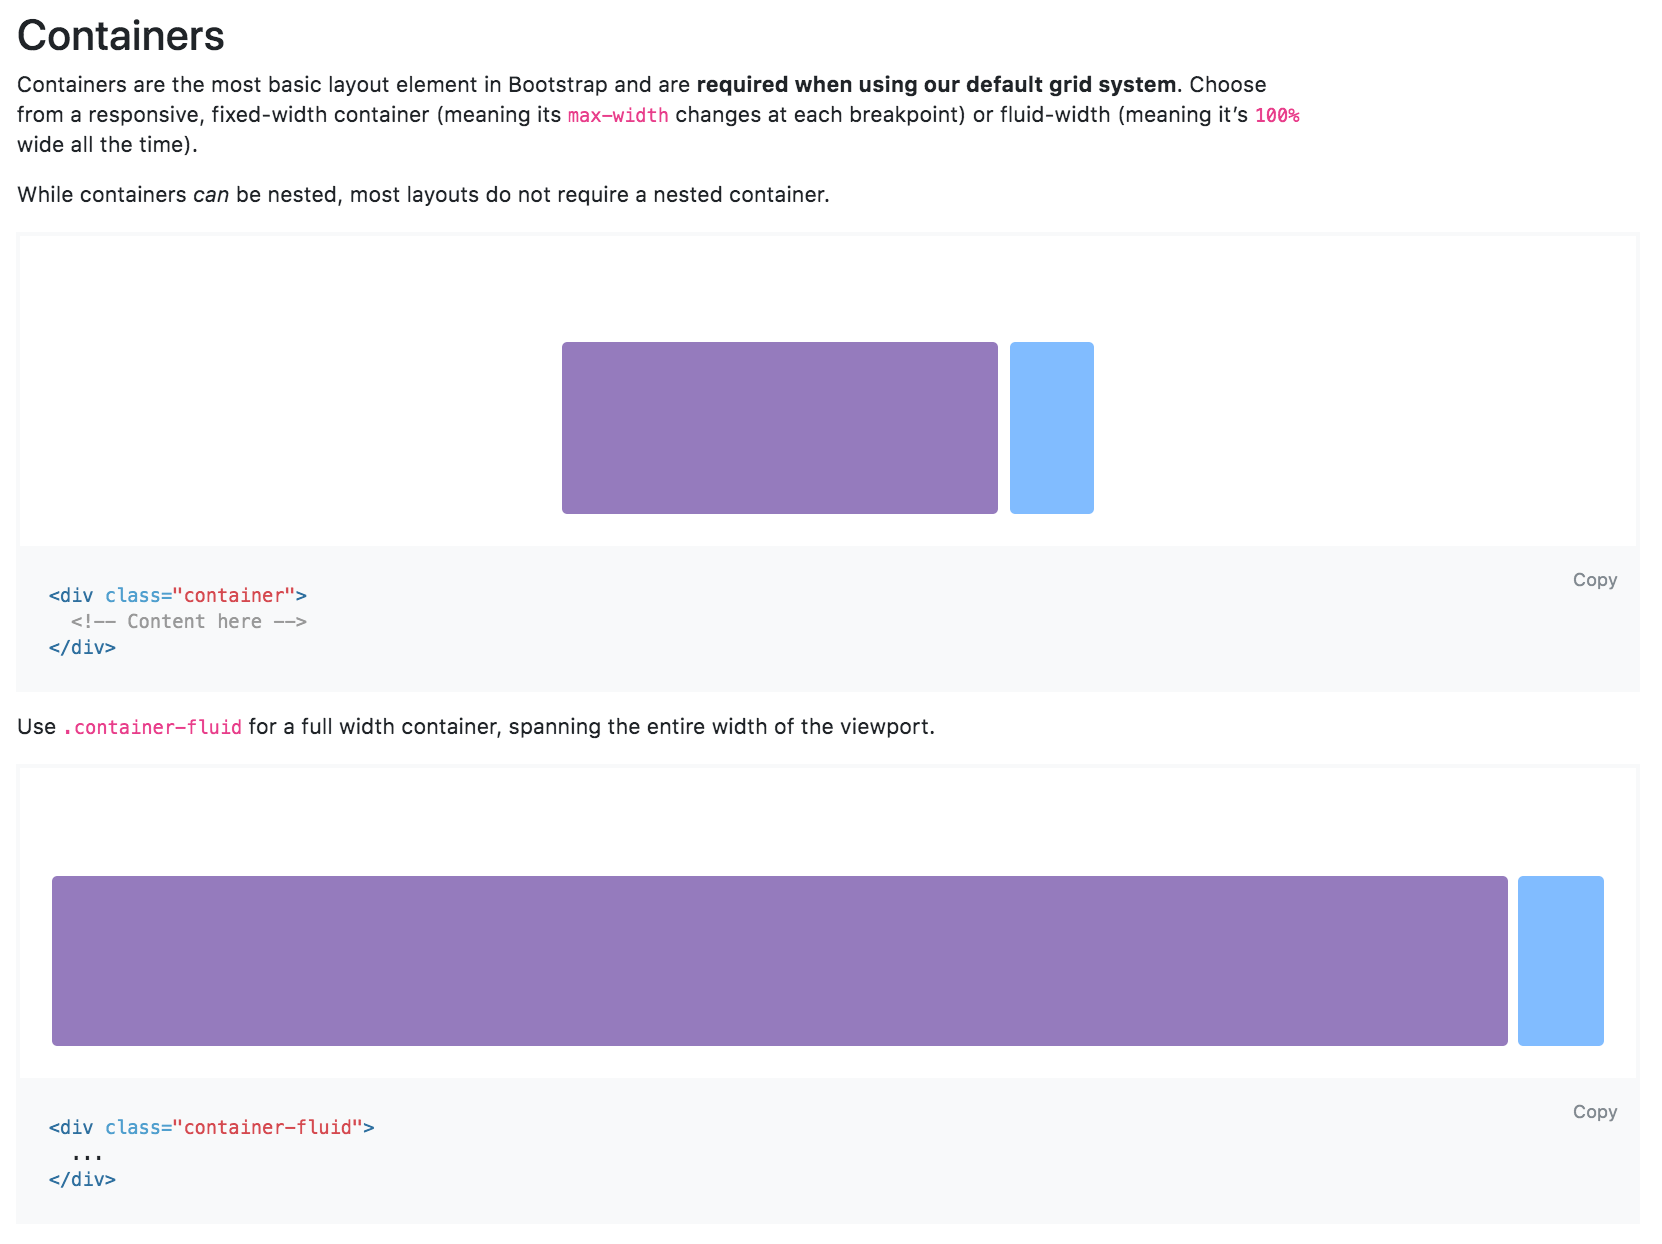 Containers
Containers are the most basic layout element in Bootstrap and are required when using our default grid system. Choose
from a responsive, fixed-width container (meaning its max-width changes at each breakpoint) or fluid-width (meaning it’s 100%
wide all the time).
While containers can be nested, most layouts do not require a nested container.
Copy
<div class="container">
  <!-- Content here -->
</div>
Use .container-fluid for a full width container, spanning the entire width of the viewport.
Copy
<div class="container-fluid">
  ...
</div>